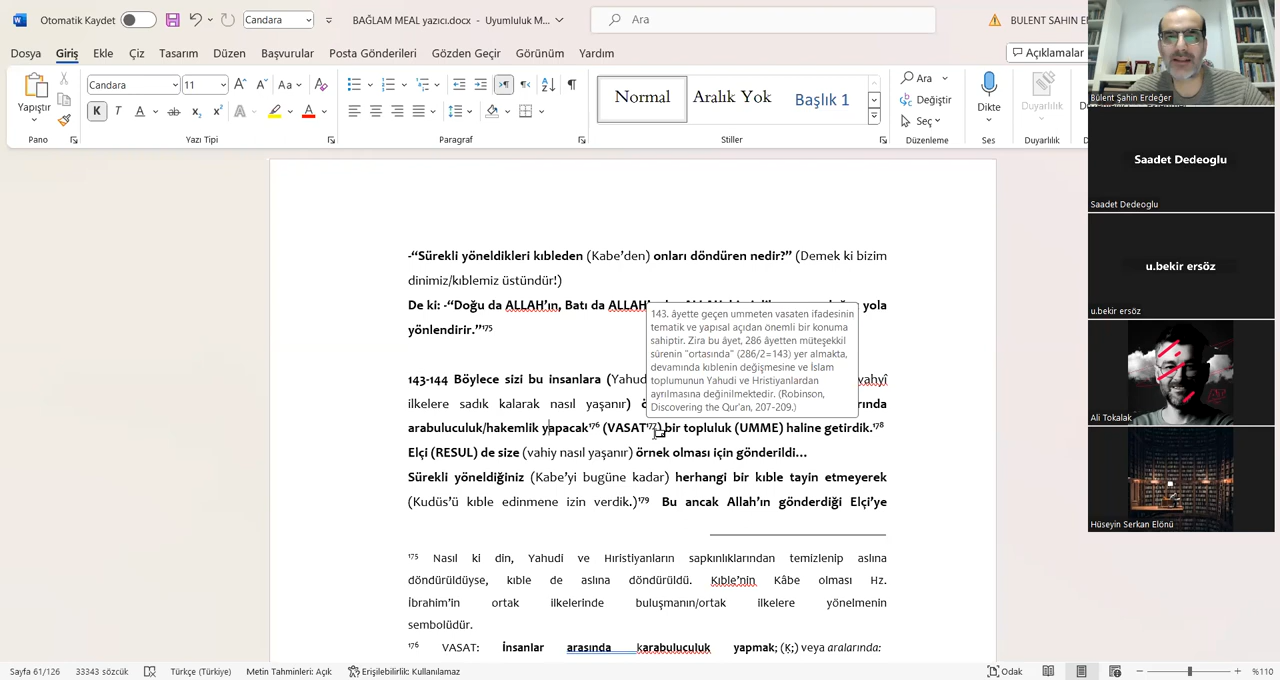 Otomatik Kaydet
Candara
BAĞLAM MEAL yazıcı.docx - Uyumluluk M...
Ara
BULENT SAHIN ER
Dosya Giriş Ekle Çiz Tasarım Düzen Başvurular Posta Gönderileri Gözden Geçir Görünüm Yardım
Açıklamalar
Yapıştır
Candara 11
K T A ab x₂ x² A A
Normal Aralık Yok Başlık 1
Ara
Değiştir
Seç
Dikte
Duyarlılık
Pano Yazı Tipi Paragraf Stiller Düzenleme Ses Duyarlılık
-“Sürekli yöneldikleri kıbleden (Kabe’den) onları döndüren nedir?” (Demek ki bizim
dinimiz/kıblemiz üstündür!)
De ki: -“Doğu da ALLAH’ın, Batı da yola
yönlendirir.”¹⁷⁵
143. âyette geçen ummeten vasaten ifadesinin
tematik ve yapısal açıdan önemli bir konuma
sahiptir. Zira bu âyet, 286 âyetten müteşekkil
sürenin "ortasında" (286/2=143) yer almakta,
devamında kıblenin değişmesine ve İslam
toplumunun Yahudi ve Hristiyanlardan
ayrılmasına değinilmektedir. (Robinson,
Discovering the Qur'an, 207-209.)
143-144 Böylece sizi bu insanlara (Yahud vahyî
ilkelere sadık kalarak nasıl yaşanır)
arabuluculuk/hakemlik yapacak¹⁷⁶ (VASAT¹⁷⁷) bir topluluk (UMME) haline getirdik.¹⁷⁸
Elçi (RESUL) de size (vahiy nasıl yaşanır) örnek olması için gönderildi...
Sürekli yöneldiğiniz (Kabe’yi bugüne kadar) herhangi bir kıble tayin etmeyerek
(Kudüs’ü kıble edinmene izin verdik.)¹⁷⁹ Bu ancak Allah’ın gönderdiği Elçi’ye
¹⁷⁵ Nasıl ki din, Yahudi ve Hıristiyanların sapkınlıklarından temizlenip aslına
döndürüldüyse, kıble de aslına döndürüldü. Kıble’nin Kâbe olması Hz.
İbrahim’in ortak ilkelerinde buluşmanın/ortak ilkelere yönelmenin
sembolüdür.
¹⁷⁶ VASAT: İnsanlar arasında karabuluculuk yapmak; (K;) veya aralarında:
Sayfa 61/126 33343 sözcük Türkçe (Türkiye) Metin Tahminleri: Açık Erişilebilirlik: Kullanılamaz
Odak
%110
Bülent Şahin Erdeğer
Saadet Dedeoglu
Saadet Dedeoglu
u.bekir ersöz
u.bekir ersöz
Ali Tokalak
Hüseyin Serkan Elönü